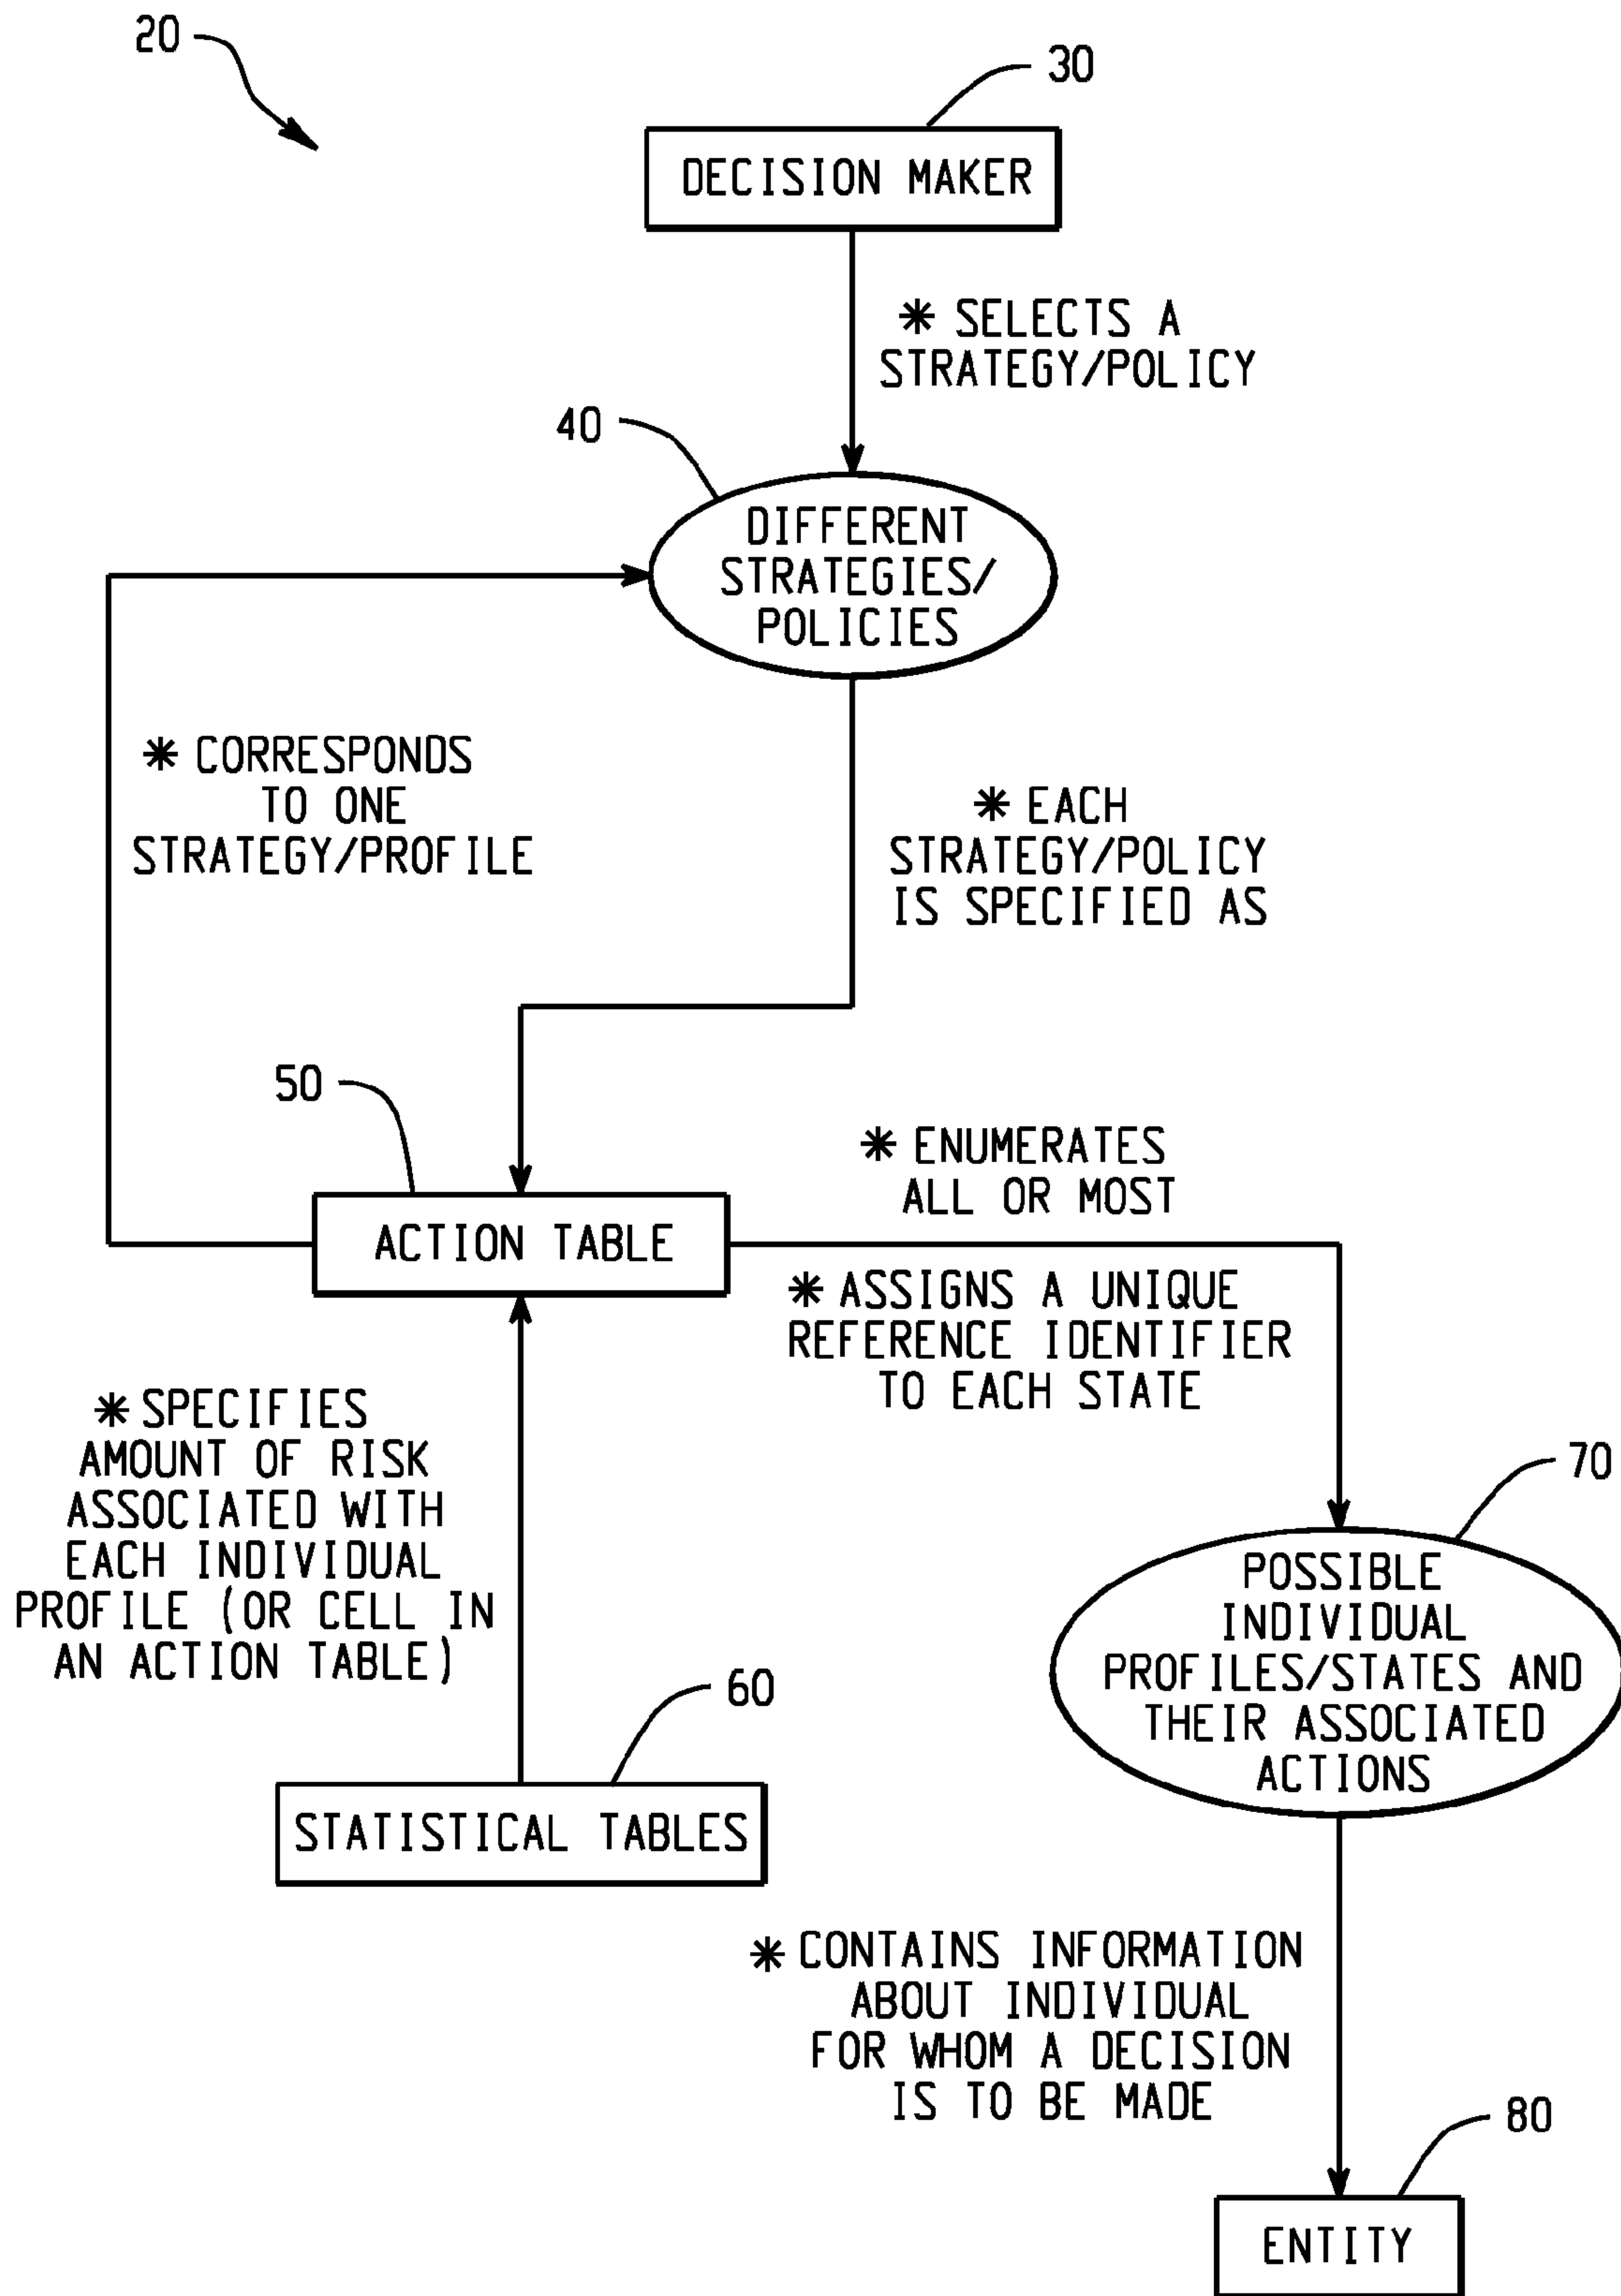 20
30
DECISION MAKER
* SELECTS A
STRATEGY/POLICY
40
DIFFERENT
STRATEGIES/
POLICIES
* CORRESPONDS
TO ONE
STRATEGY/PROFILE
* EACH
STRATEGY/POLICY
IS SPECIFIED AS
50
* ENUMERATES
ALL OR MOST
ACTION TABLE
* ASSIGNS A UNIQUE
REFERENCE IDENTIFIER
TO EACH STATE
* SPECIFIES
AMOUNT OF RISK
ASSOCIATED WITH
EACH INDIVIDUAL
PROFILE (OR CELL IN
AN ACTION TABLE)
70
POSSIBLE
INDIVIDUAL
PROFILES/STATES AND
THEIR ASSOCIATED
ACTIONS
60
STATISTICAL TABLES
* CONTAINS INFORMATION
ABOUT INDIVIDUAL
FOR WHOM A DECISION
IS TO BE MADE
80
ENTITY